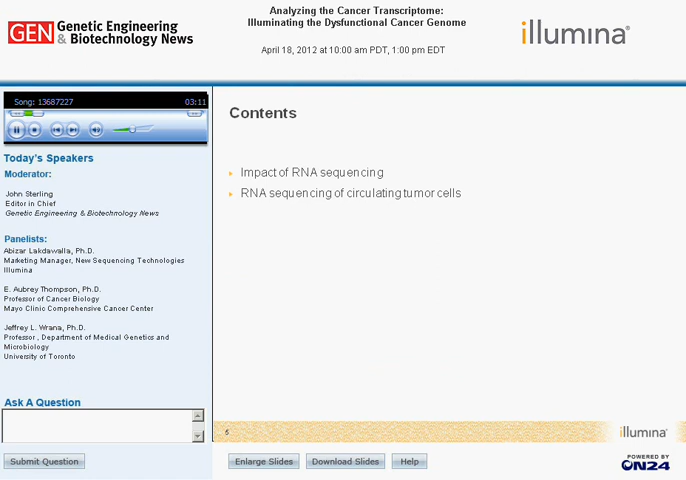 Analyzing the Cancer Transcriptome:
Illuminating the Dysfunctional Cancer Genome
April 18, 2012 at 10:00 am PDT, 1:00 pm EDT
GEN Genetic Engineering
& Biotechnology News
illumina®
Song: 13687227 03:11
Today's Speakers
Moderator:
John Sterling
Editor in Chief
Genetic Engineering & Biotechnology News
Panelists:
Abizar Lakdawalla, Ph.D.
Marketing Manager, New Sequencing Technologies
Illumina
E. Aubrey Thompson, Ph.D.
Professor of Cancer Biology
Mayo Clinic Comprehensive Cancer Center
Jeffrey L. Wrana, Ph.D.
Professor , Department of Medical Genetics and
Microbiology
University of Toronto
Ask A Question
Submit Question
Contents
Impact of RNA sequencing
RNA sequencing of circulating tumor cells
5
illumina®
Enlarge Slides
Download Slides
Help
POWERED BY
ON24